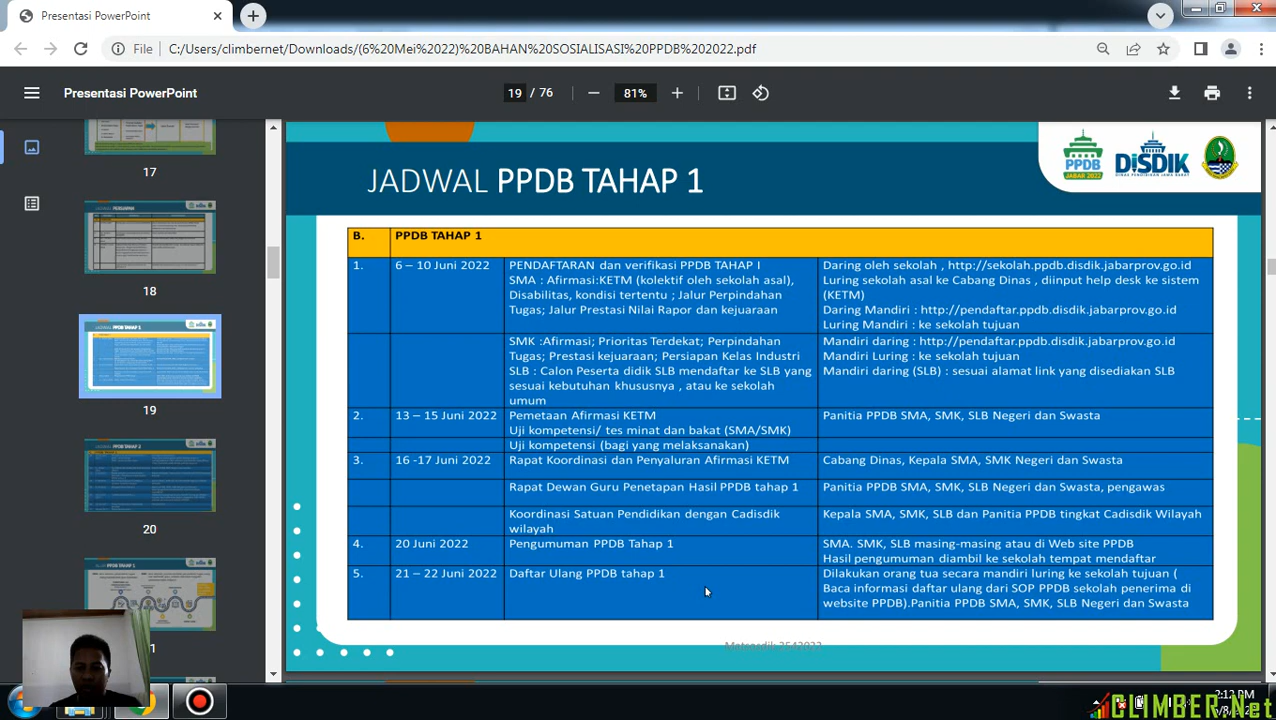 Presentasi PowerPoint
File C:/Users/climbernet/Downloads/(6%20Mei%2022)%20BAHAN%20SOSIALISASI%20PPDB%202022.pdf
Presentasi PowerPoint
19 / 76
81%
17
18
19
20
JADWAL PPDB TAHAP 1
PPDB
JABAR 2022
DISDIK
DINAS PENDIDIKAN JAWA BARAT
B. PPDB TAHAP 1
1. 6 – 10 Juni 2022
PENDAFTARAN dan verifikasi PPDB TAHAP I
SMA : Afirmasi:KETM (kolektif oleh sekolah asal),
Disabilitas, kondisi tertentu ; Jalur Perpindahan
Tugas; Jalur Prestasi Nilai Rapor dan kejuaraan
Daring oleh sekolah , http://sekolah.ppdb.disdik.jabarprov.go.id
Luring sekolah asal ke Cabang Dinas , diinput help desk ke sistem
(KETM)
Daring Mandiri : http://pendaftar.ppdb.disdik.jabarprov.go.id
Luring Mandiri : ke sekolah tujuan
SMK :Afirmasi; Prioritas Terdekat; Perpindahan
Tugas; Prestasi kejuaraan; Persiapan Kelas Industri
SLB : Calon Peserta didik SLB mendaftar ke SLB yang
sesuai kebutuhan khususnya , atau ke sekolah
umum
Mandiri daring : http://pendaftar.ppdb.disdik.jabarprov.go.id
Mandiri Luring : ke sekolah tujuan
Mandiri daring (SLB) : sesuai alamat link yang disediakan SLB
2. 13 – 15 Juni 2022
Pemetaan Afirmasi KETM
Uji kompetensi/ tes minat dan bakat (SMA/SMK)
Panitia PPDB SMA, SMK, SLB Negeri dan Swasta
Uji kompetensi (bagi yang melaksanakan)
3. 16 -17 Juni 2022
Rapat Koordinasi dan Penyaluran Afirmasi KETM
Cabang Dinas, Kepala SMA, SMK Negeri dan Swasta
Rapat Dewan Guru Penetapan Hasil PPDB tahap 1
Panitia PPDB SMA, SMK, SLB Negeri dan Swasta, pengawas
Koordinasi Satuan Pendidikan dengan Cadisdik
wilayah
Kepala SMA, SMK, SLB dan Panitia PPDB tingkat Cadisdik Wilayah
4. 20 Juni 2022
Pengumuman PPDB Tahap 1
SMA. SMK, SLB masing-masing atau di Web site PPDB
Hasil pengumuman diambil ke sekolah tempat mendaftar
5. 21 – 22 Juni 2022
Daftar Ulang PPDB tahap 1
Dilakukan orang tua secara mandiri luring ke sekolah tujuan (
Baca informasi daftar ulang dari SOP PPDB sekolah penerima di
website PPDB).Panitia PPDB SMA, SMK, SLB Negeri dan Swasta
2:12 PM
CLIMBER.Net